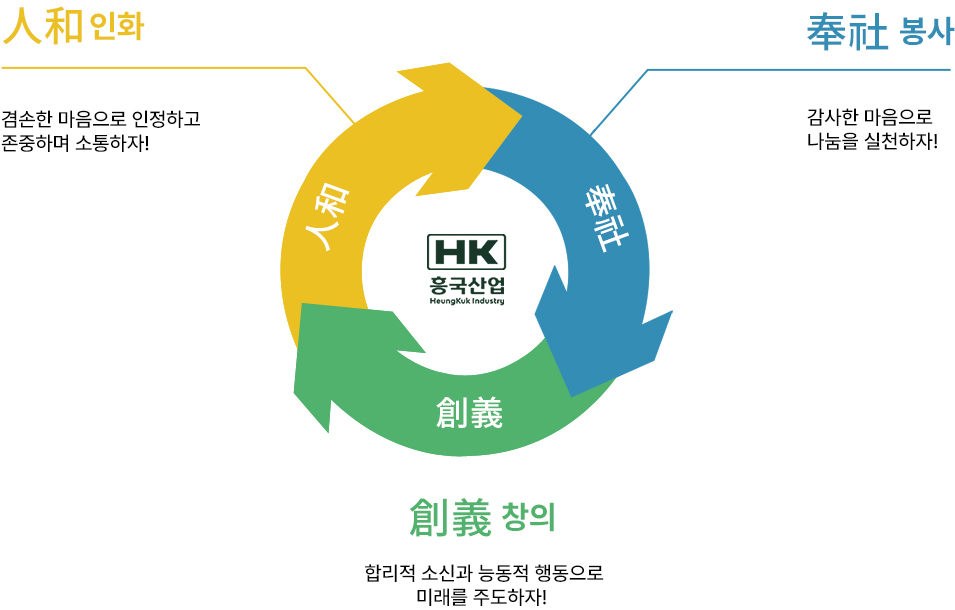 人和 인화
겸손한 마음으로 인정하고
존중하며 소통하자!
奉社 봉사
감사한 마음으로
나눔을 실천하자!
人和
奉社
HK
흥국산업
HeungKuk Industry
創義
創義 창의
합리적 소신과 능동적 행동으로
미래를 주도하자!